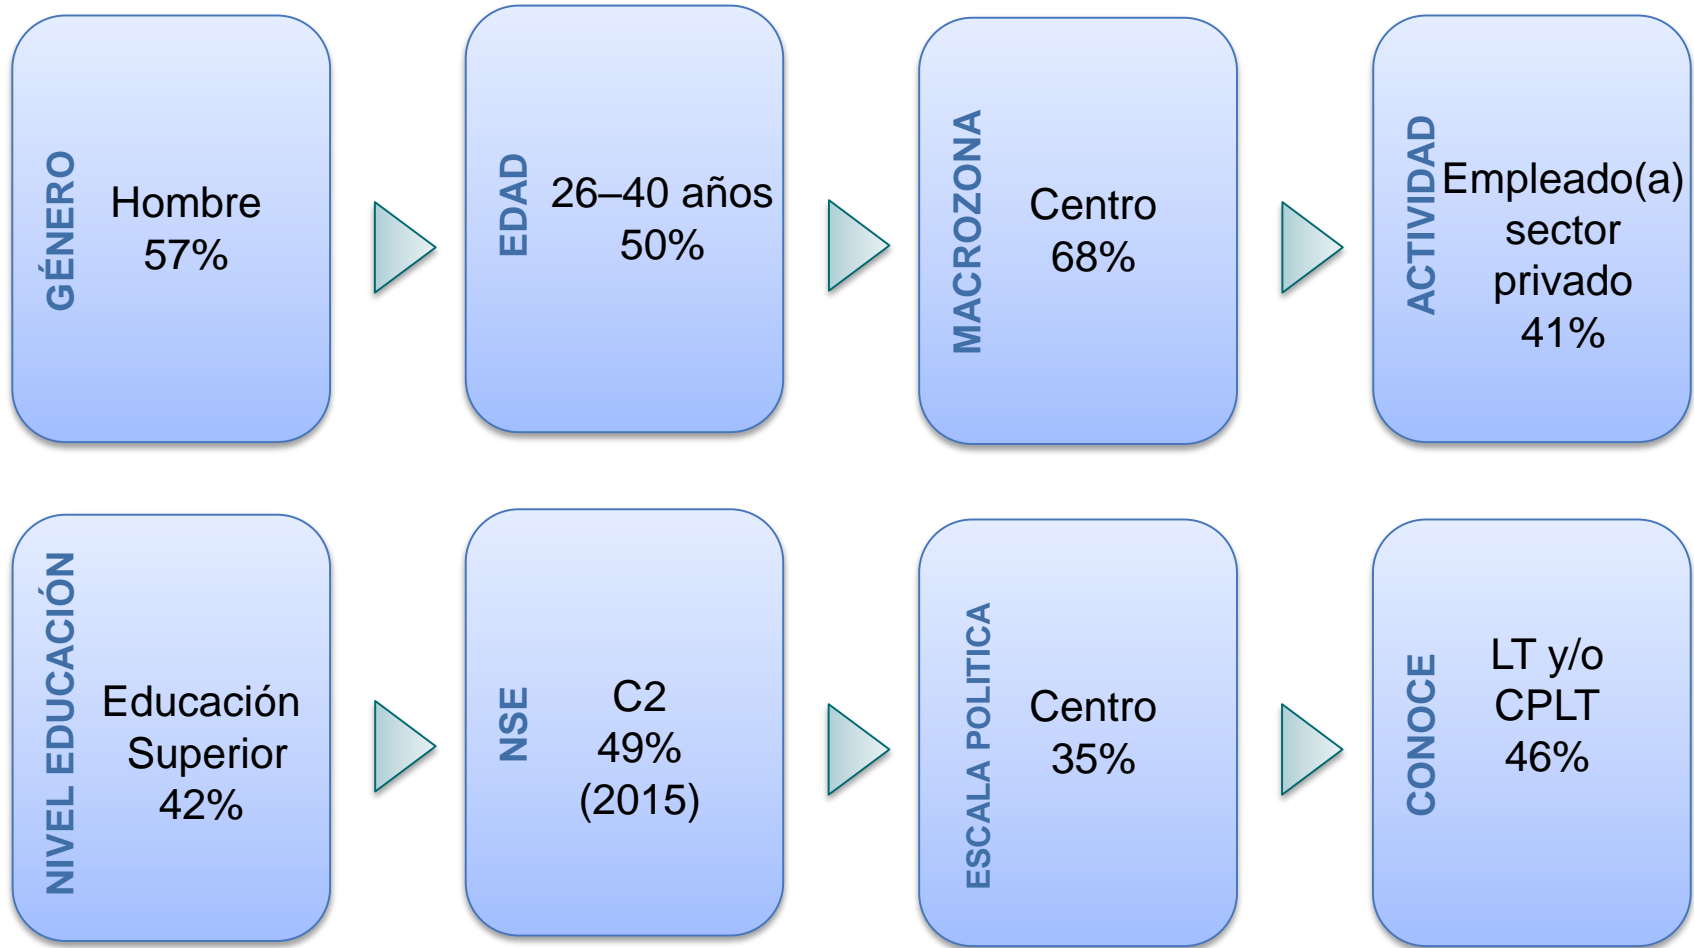 GÉNERO
Hombre
57%
EDAD
26–40 años
50%
MACROZONA
Centro
68%
ACTIVIDAD
Empleado(a)
sector
privado
41%
NIVEL EDUCACIÓN
Educación
Superior
42%
NSE
C2
49%
(2015)
ESCALA POLITICA
Centro
35%
CONOCE
LT y/o
CPLT
46%